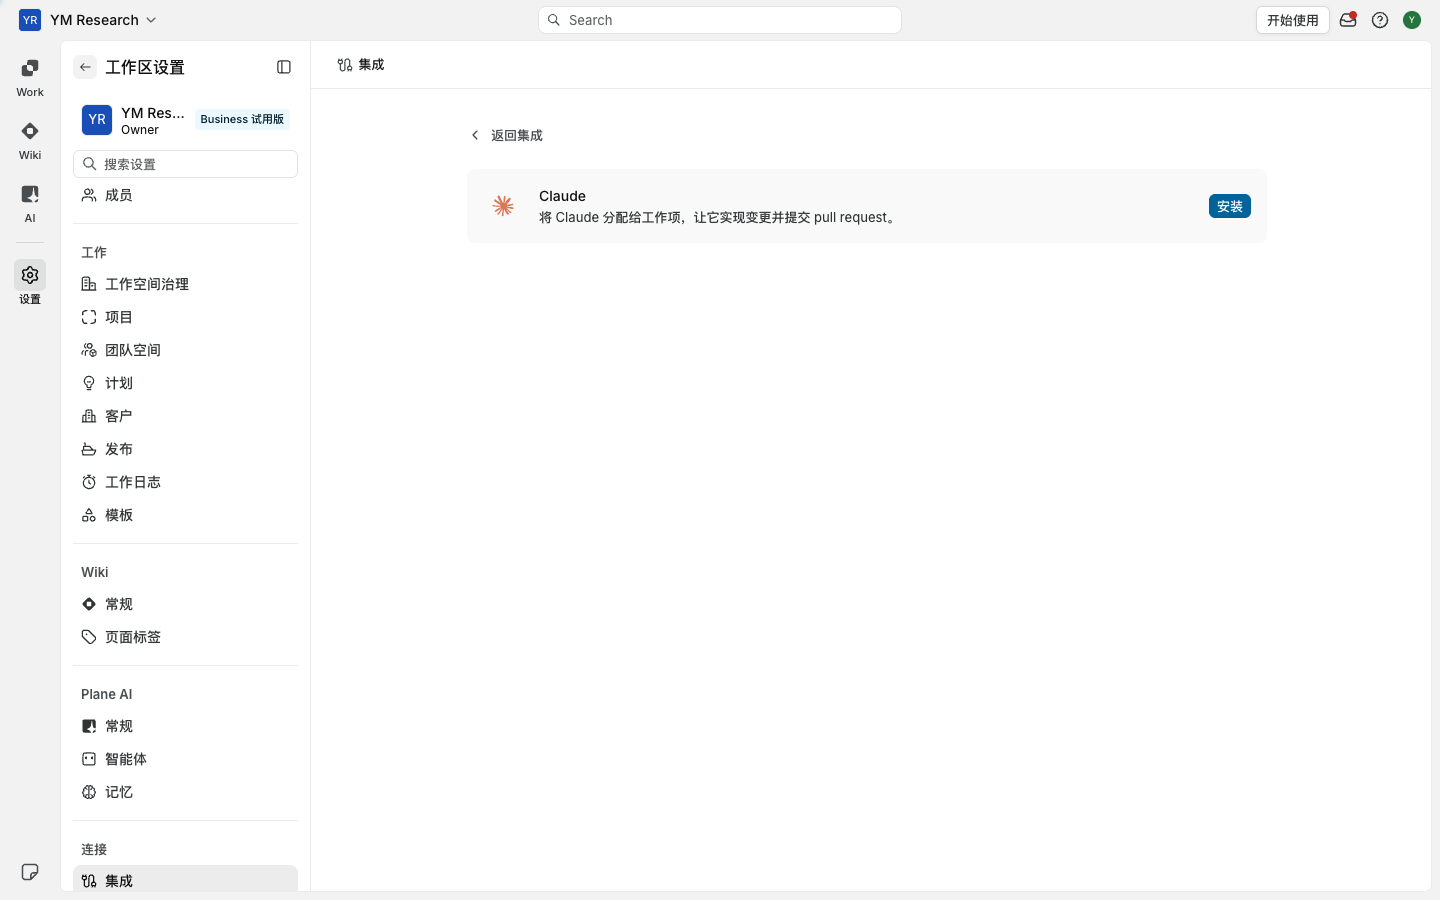 YR YM Research
Search
开始使用
Y
Work
Wiki
AI
设置
工作区设置
YR
YM Res...
Owner
Business 试用版
搜索设置
成员
工作
工作空间治理
项目
团队空间
计划
客户
发布
工作日志
模板
Wiki
常规
页面标签
Plane AI
常规
智能体
记忆
连接
集成
集成
返回集成
Claude
将 Claude 分配给工作项，让它实现变更并提交 pull request。
安装